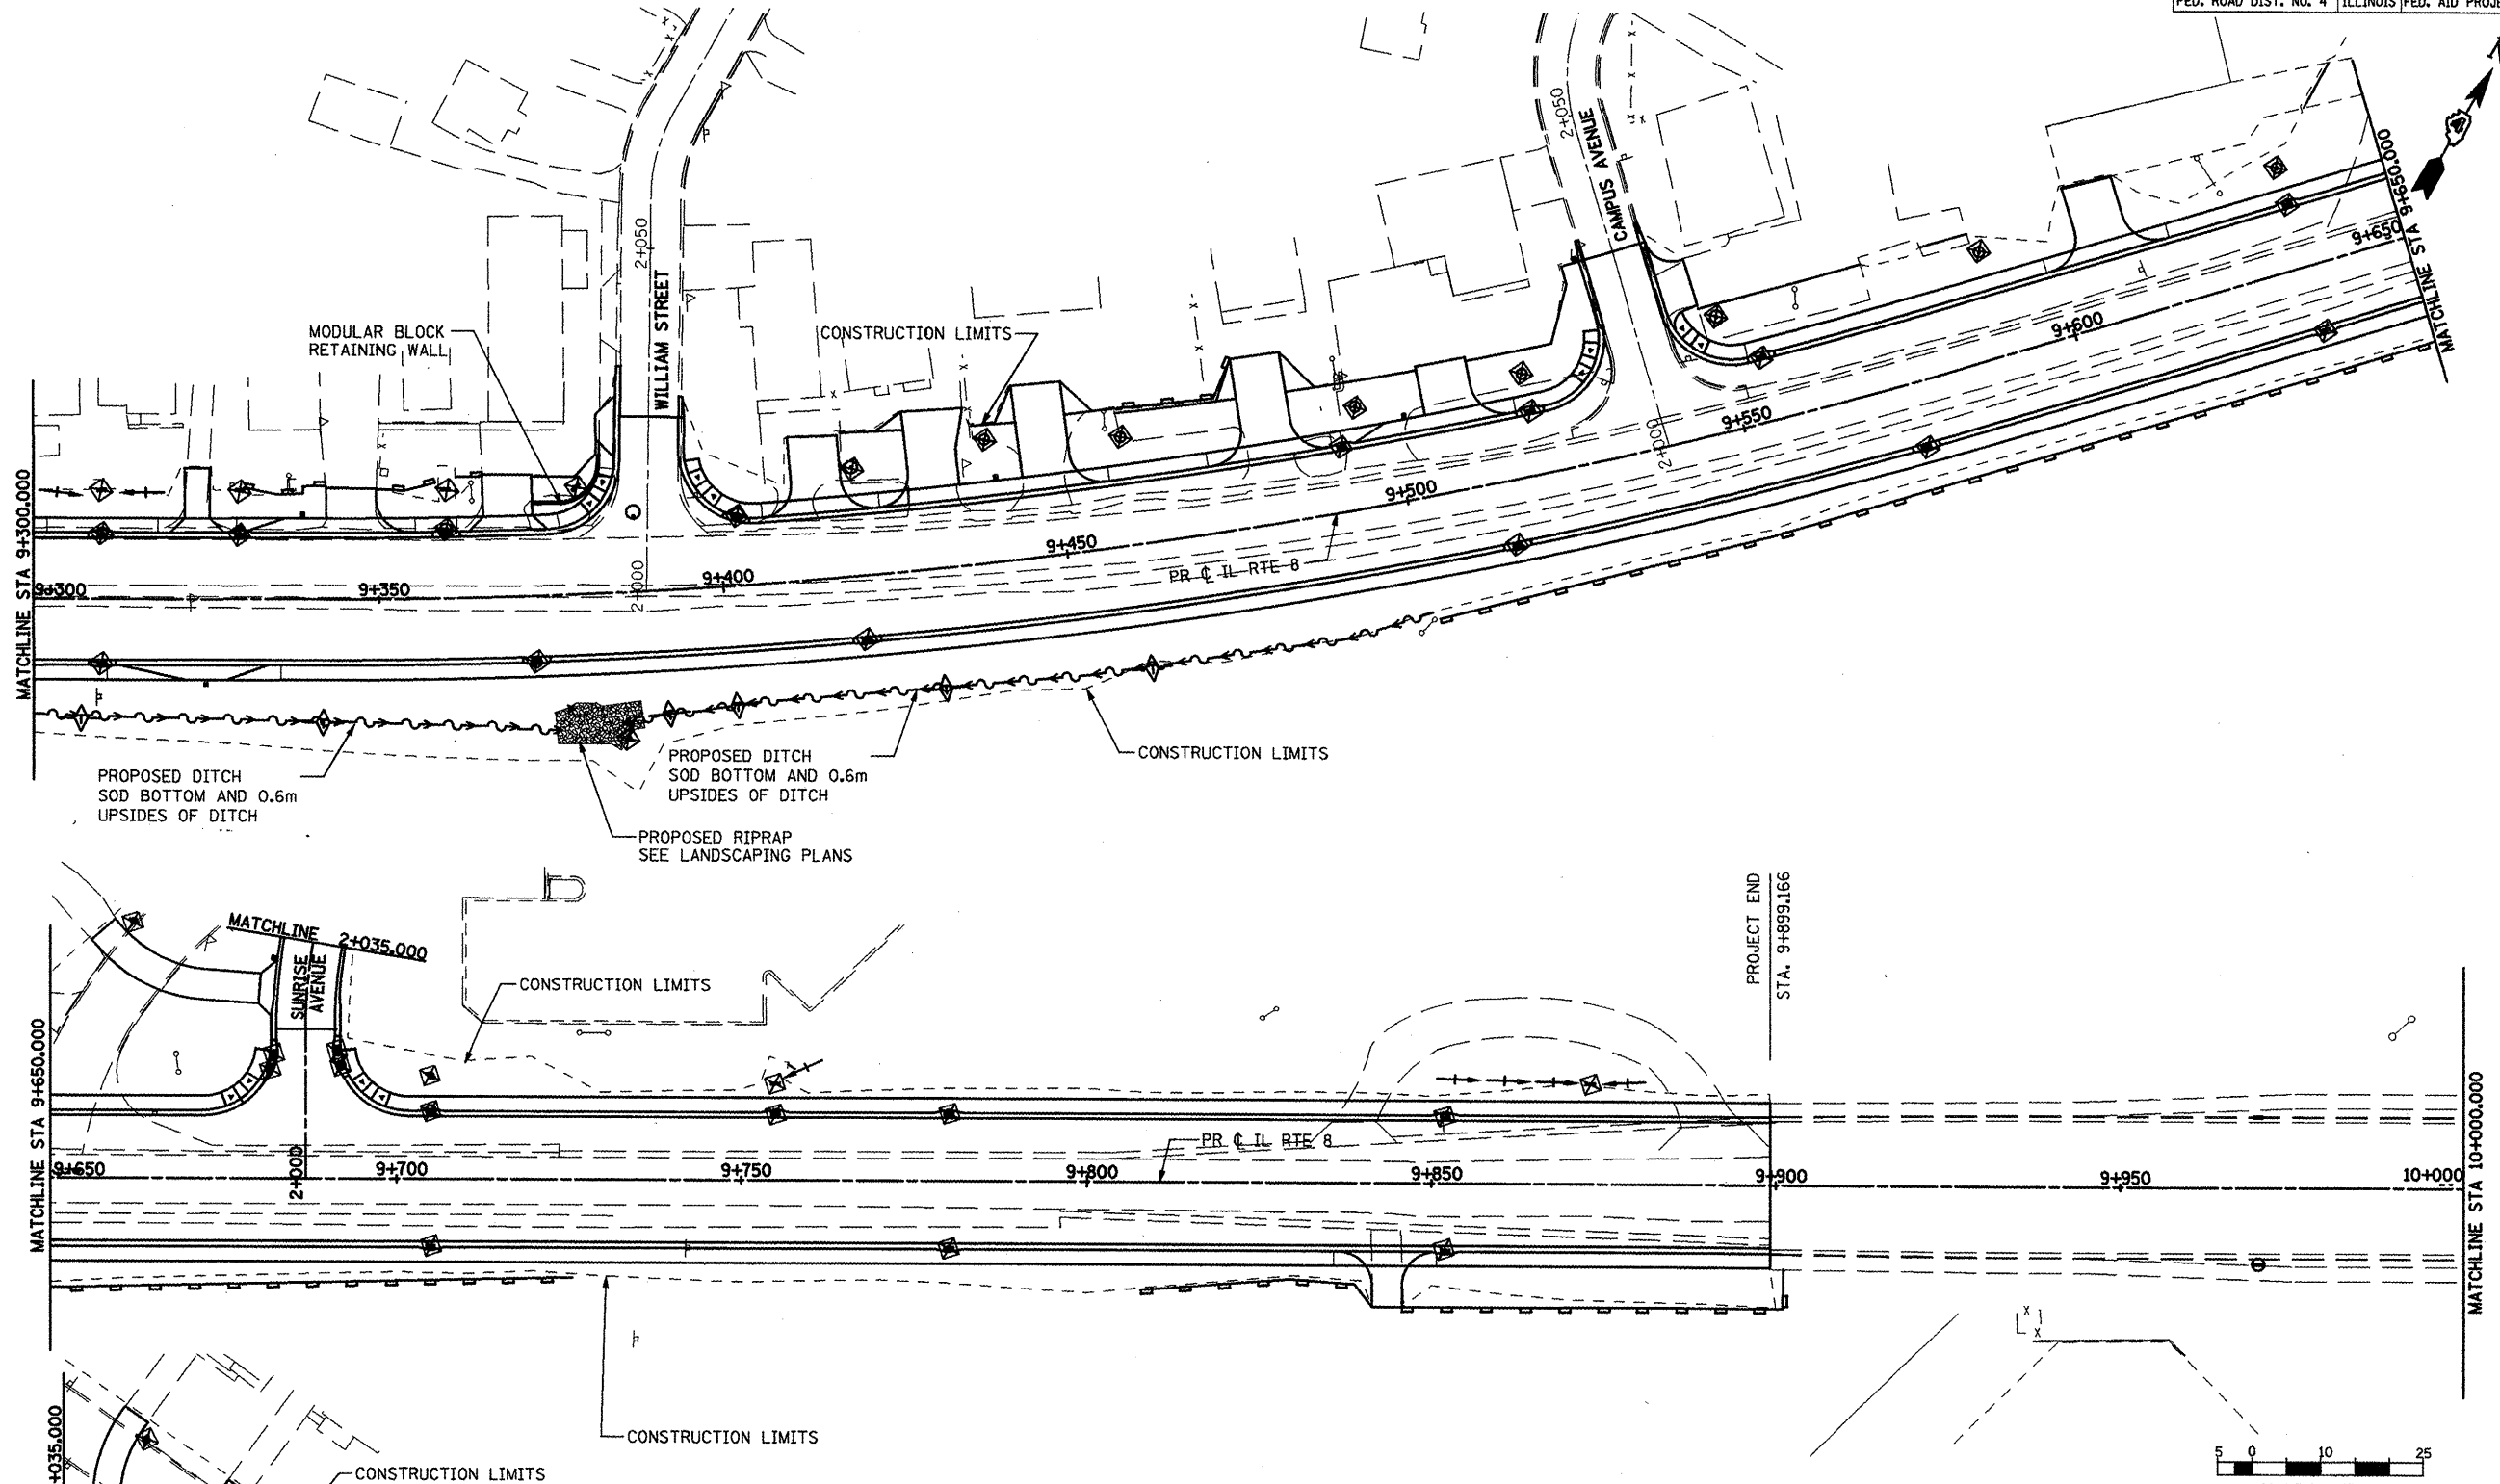 FED. ROAD DIST. NO. 4 ILLINOIS FED. AID PROJE
2+050
CAMPUS AVENUE
2+050
WILLIAM STREET
MATCHLINE STA 9+650.000
9+650
MODULAR BLOCK
RETAINING WALL
CONSTRUCTION LIMITS
9+600
9+550
2+000
9+500
9+450
PR ℄ IL RTE 8
9+400
2+000
9+350
9+300
MATCHLINE STA 9+300.000
PROPOSED DITCH
SOD BOTTOM AND 0.6m
UPSIDES OF DITCH
PROPOSED DITCH
SOD BOTTOM AND 0.6m
UPSIDES OF DITCH
CONSTRUCTION LIMITS
PROPOSED RIPRAP
SEE LANDSCAPING PLANS
PROJECT END
STA. 9+899.166
MATCHLINE 2+035.000
SUNRISE
AVENUE
CONSTRUCTION LIMITS
MATCHLINE STA 9+650.000
PR ℄ IL RTE 8
9+650
2+000
9+700
9+750
9+800
9+850
9+900
9+950
10+000
MATCHLINE STA 10+000.000
CONSTRUCTION LIMITS
+035.000
CONSTRUCTION LIMITS
5 0 10 25